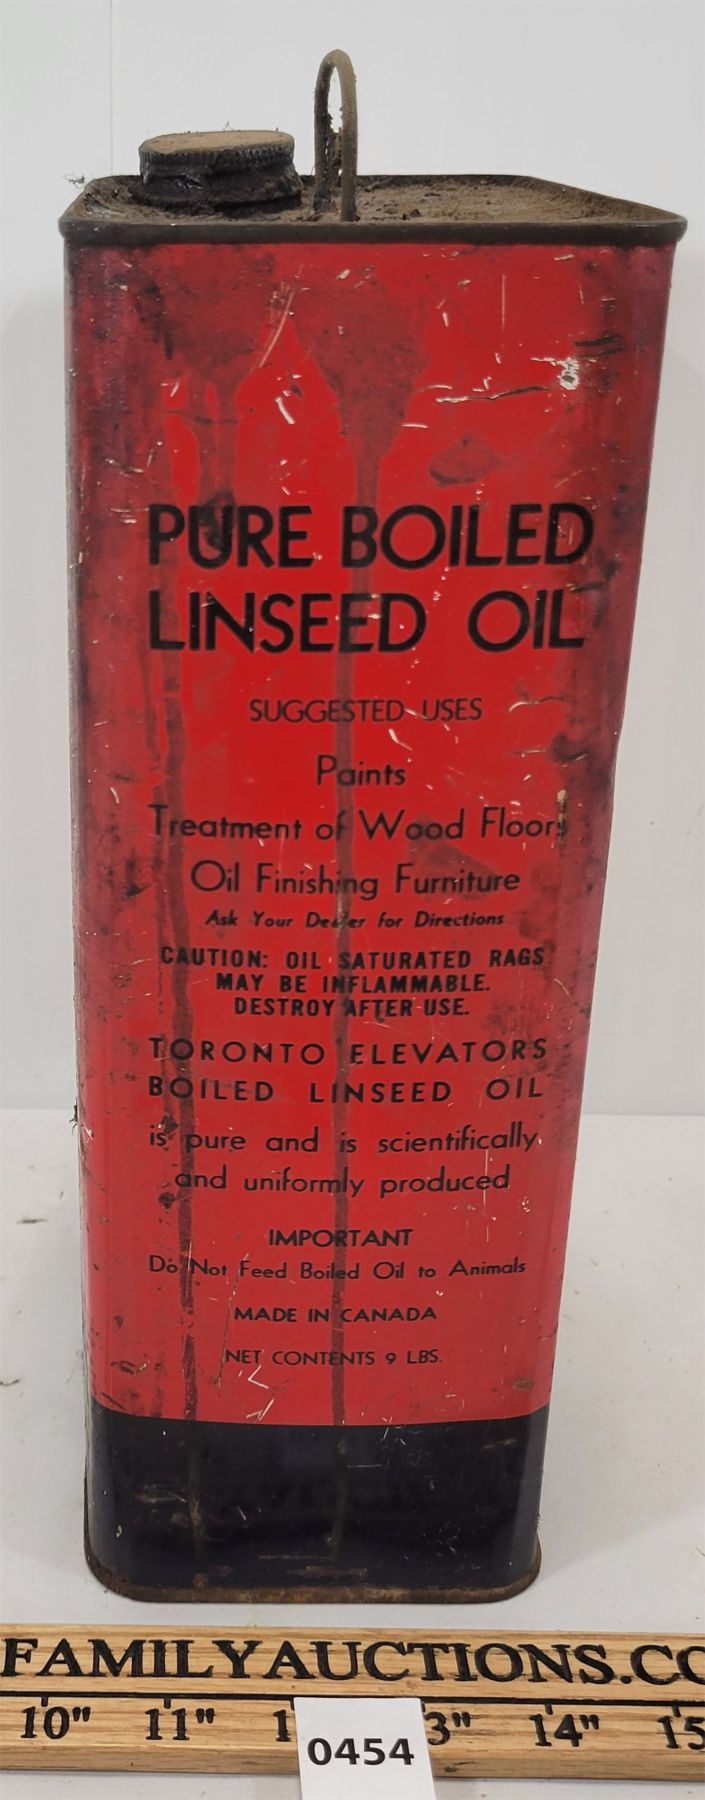 PURE BOILED
LINSEED OIL
SUGGESTED USES
Paints
Treatment of Wood Floors
Oil Finishing Furniture
Ask Your Dealer for Directions
CAUTION: OIL SATURATED RAGS
MAY BE INFLAMMABLE.
DESTROY AFTER USE.
TORONTO ELEVATORS
BOILED LINSEED OIL
is pure and is scientifically
and uniformly produced
IMPORTANT
Do Not Feed Boiled Oil to Animals
MADE IN CANADA
NET CONTENTS 9 LBS.
FAMILYAUCTIONS.CO
10" 11" 1 3" 14" 15
0454